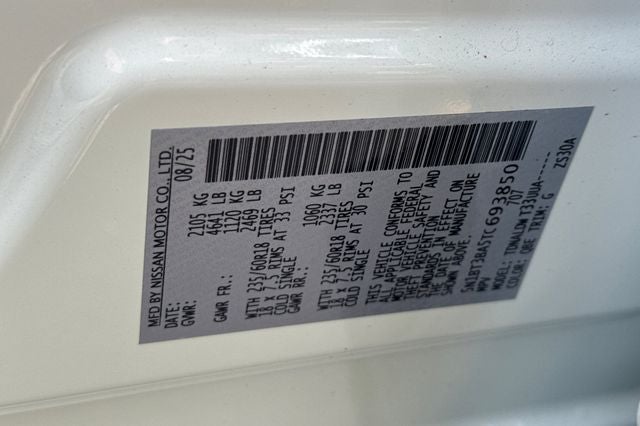 MFD BY NISSAN MOTOR CO., LTD.
DATE: 08/25
GVWR: 2105 KG
4641 LB
GAWR FR.: 1120 KG
2469 LB
WITH 235/60R18 TIRES
18 X 7.5 RIMS AT 33 PSI
COLD SINGLE
GAWR RR.: 1060 KG
2337 LB
WITH 235/60R18 TIRES
18 X 7.5 RIMS AT 30 PSI
COLD SINGLE
THIS VEHICLE CONFORMS TO
ALL APPLICABLE FEDERAL
MOTOR VEHICLE SAFETY AND
THEFT PREVENTION
STANDARDS IN EFFECT ON
THE DATE OF MANUFACTURE
SHOWN ABOVE.
5N1BT3BA5TC693850
MPV 707
MODEL: TUNALDW T33UUA-----
COLOR: QBE TRIM: G ZS30A